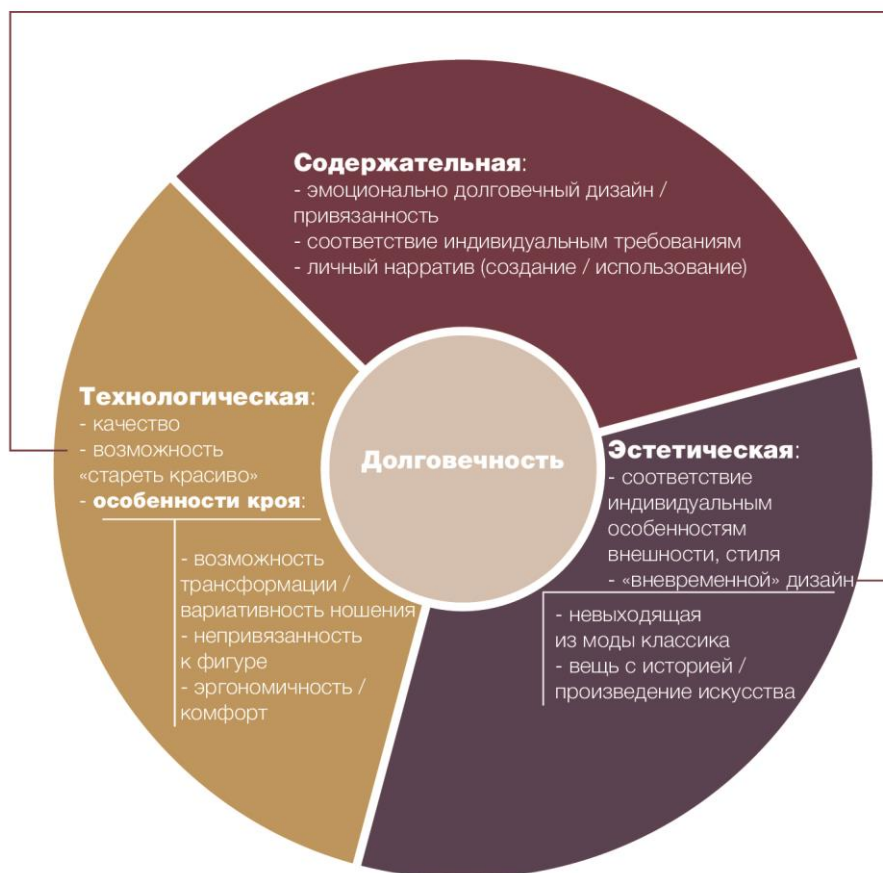 Содержательная:
- эмоционально долговечный дизайн /
привязанность
- соответствие индивидуальным требованиям
- личный нарратив (создание / использование)
Технологическая:
- качество
- возможность
«стареть красиво»
- особенности кроя:
- возможность
трансформации /
вариативность ношения
- непривязанность
к фигуре
- эргономичность /
комфорт
Долговечность
Эстетическая:
- соответствие
индивидуальным
особенностям
внешности, стиля
- «вневременной» дизайн
- невыходящая
из моды классика
- вещь с историей /
произведение искусства